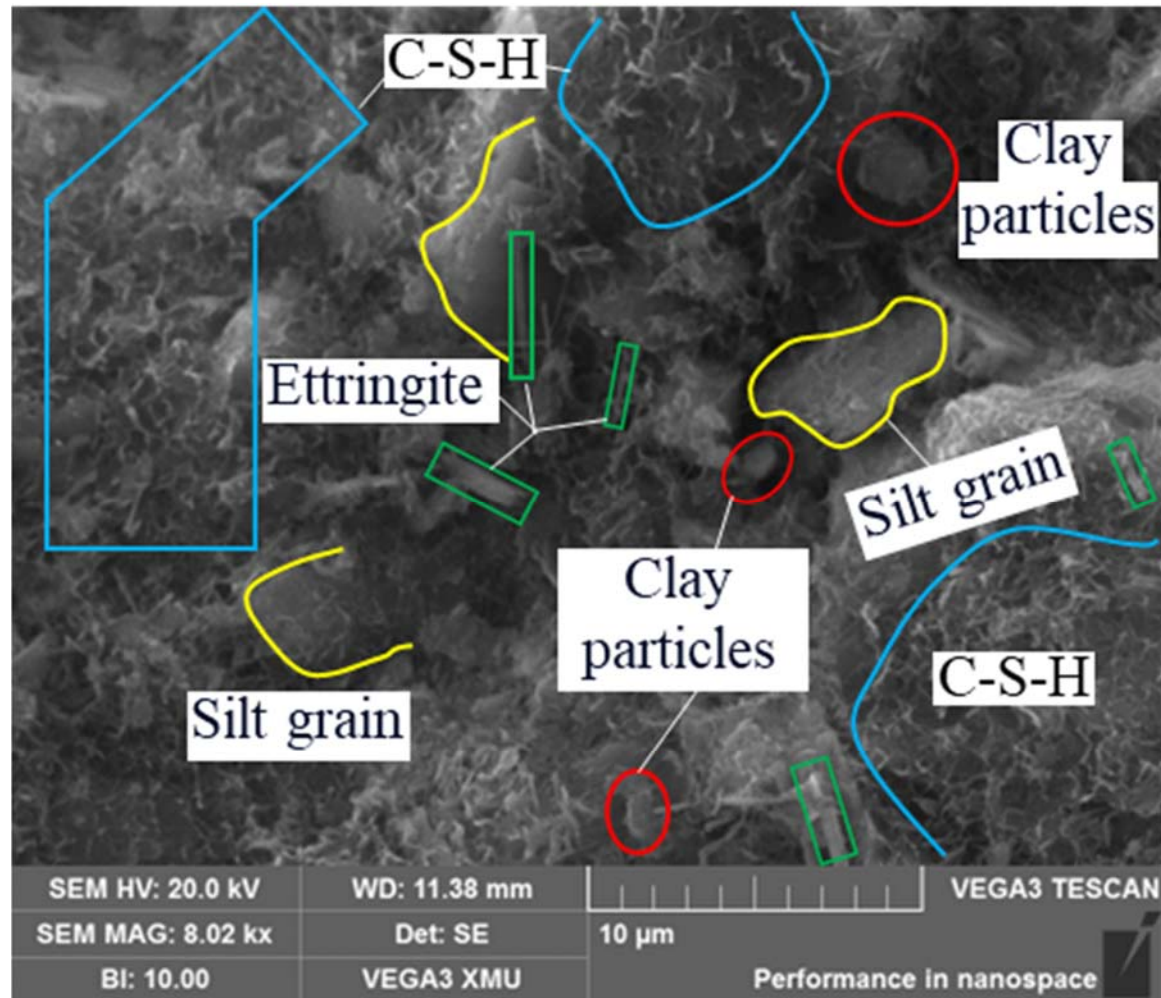 C-S-H
Clay
particles
Ettringite
Silt grain
Clay
particles
C-S-H
Silt grain
SEM HV: 20.0 kV
WD: 11.38 mm
VEGA3 TESCAN
SEM MAG: 8.02 kx
Det: SE
10 µm
BI: 10.00
VEGA3 XMU
Performance in nanospace